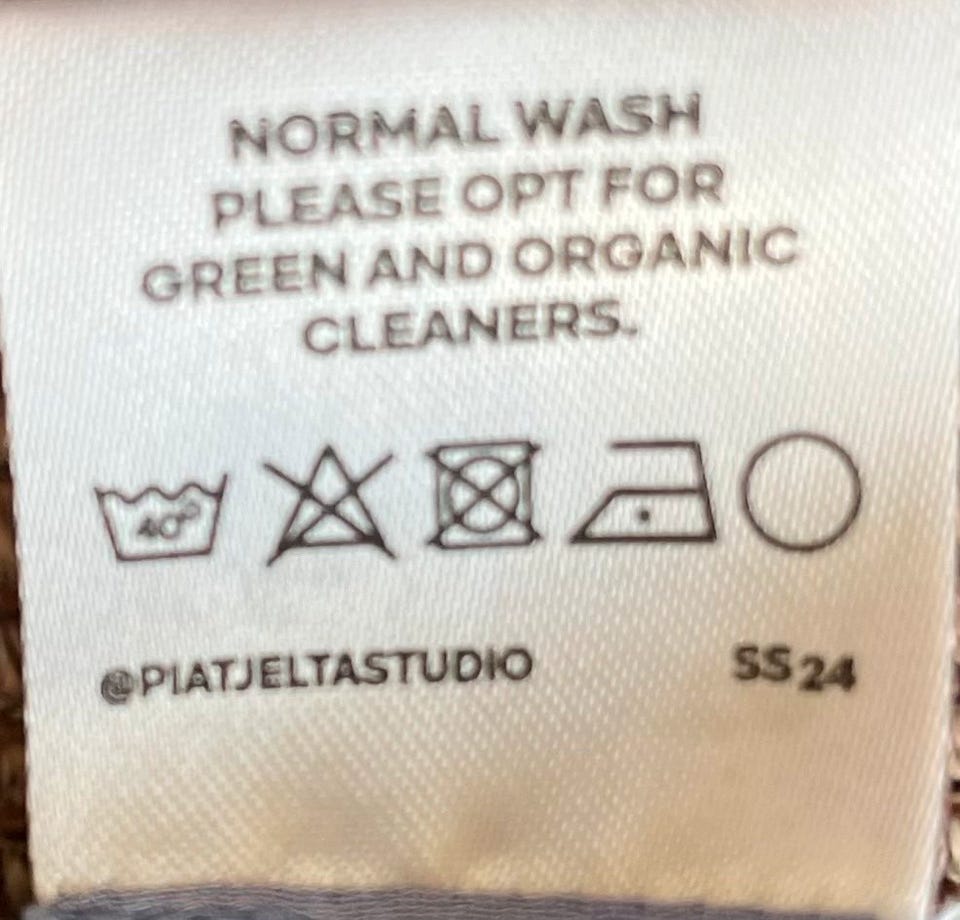 NORMAL WASH
PLEASE OPT FOR
GREEN AND ORGANIC
CLEANERS.
40°
@PIATJELTASTUDIO SS24